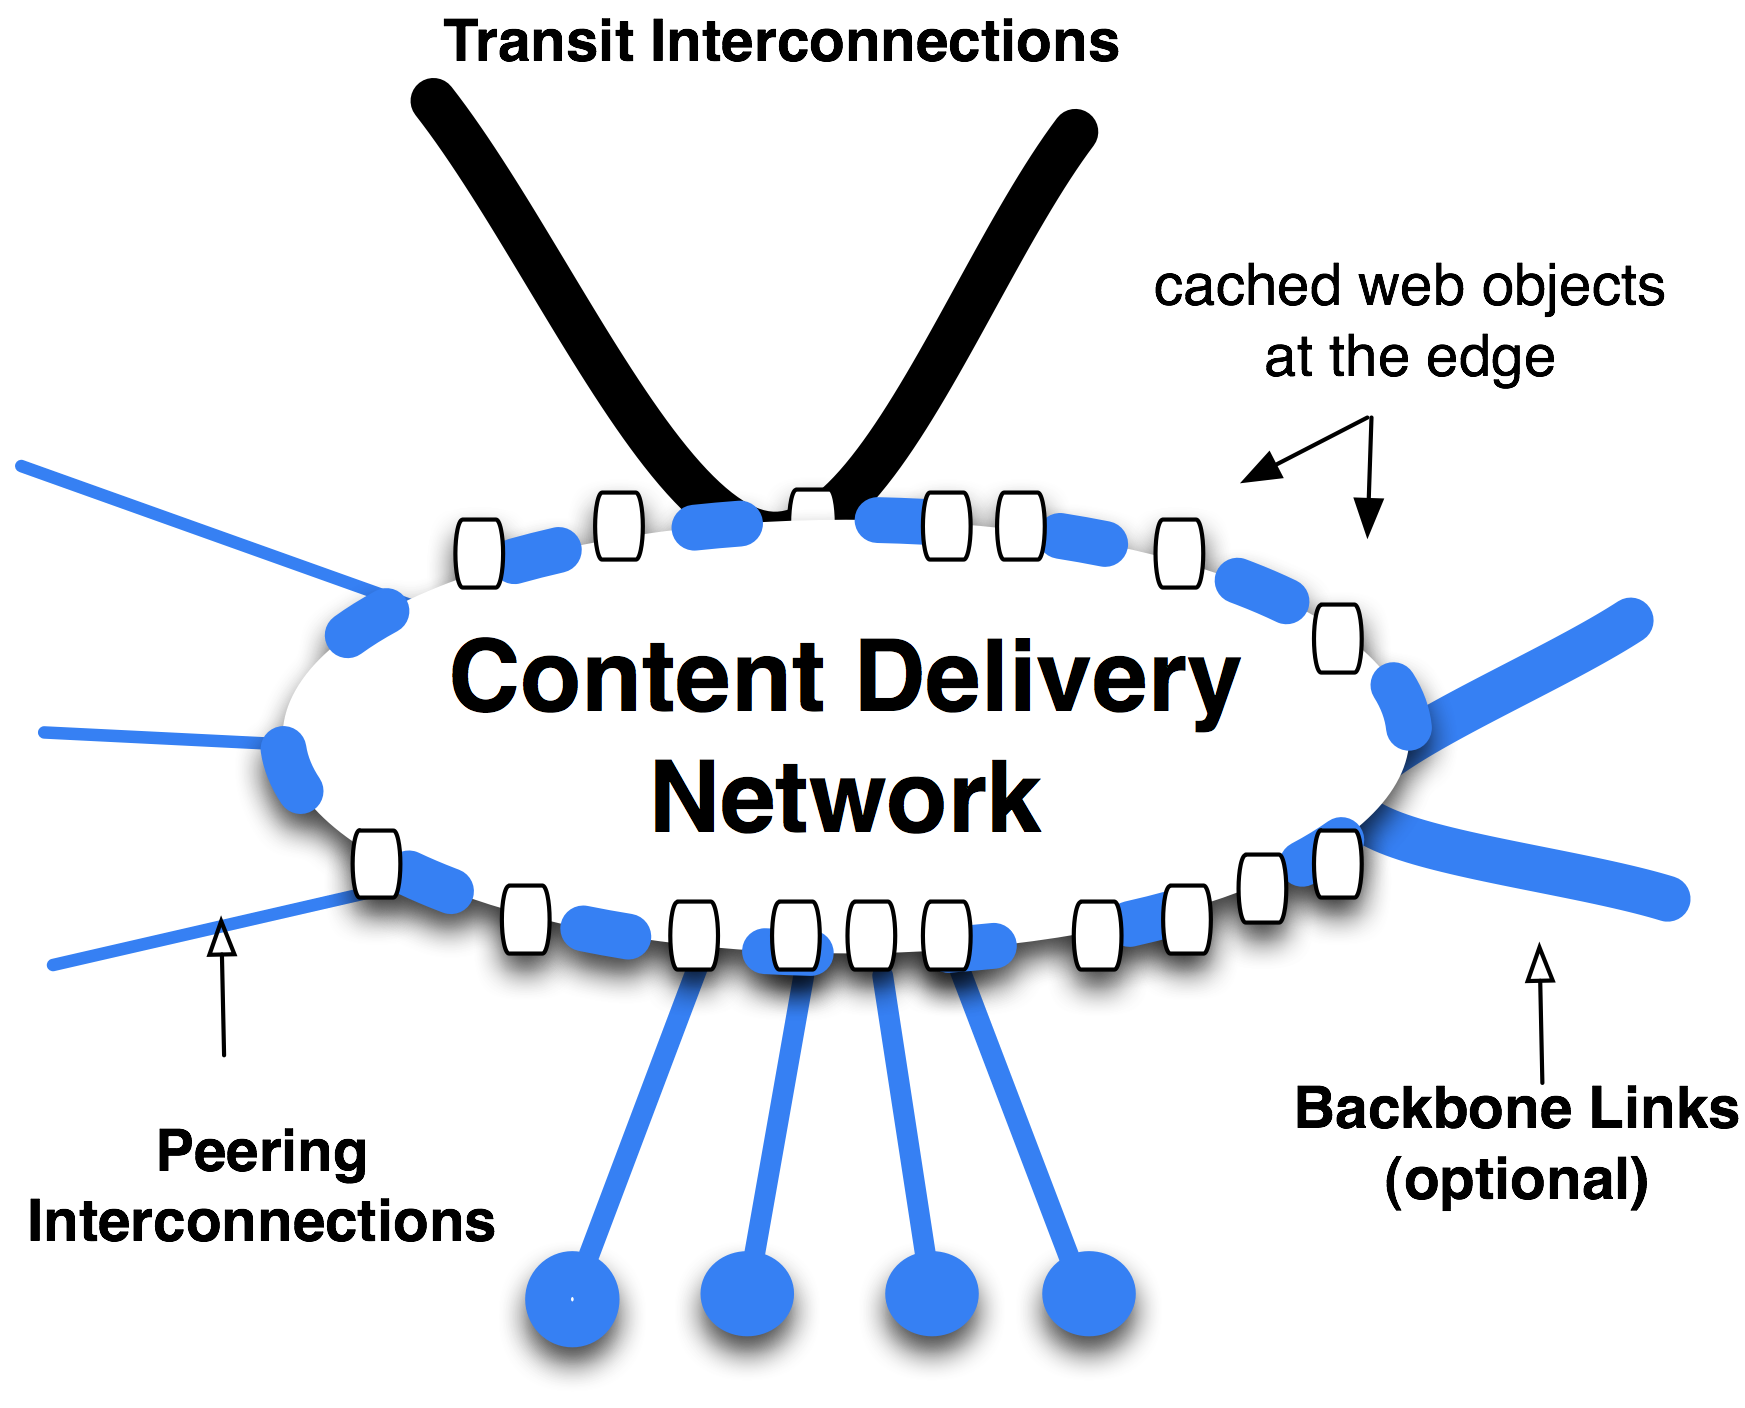 Transit Interconnections
cached web objects
at the edge
Content Delivery
Network
Peering
Interconnections
Backbone Links
(optional)